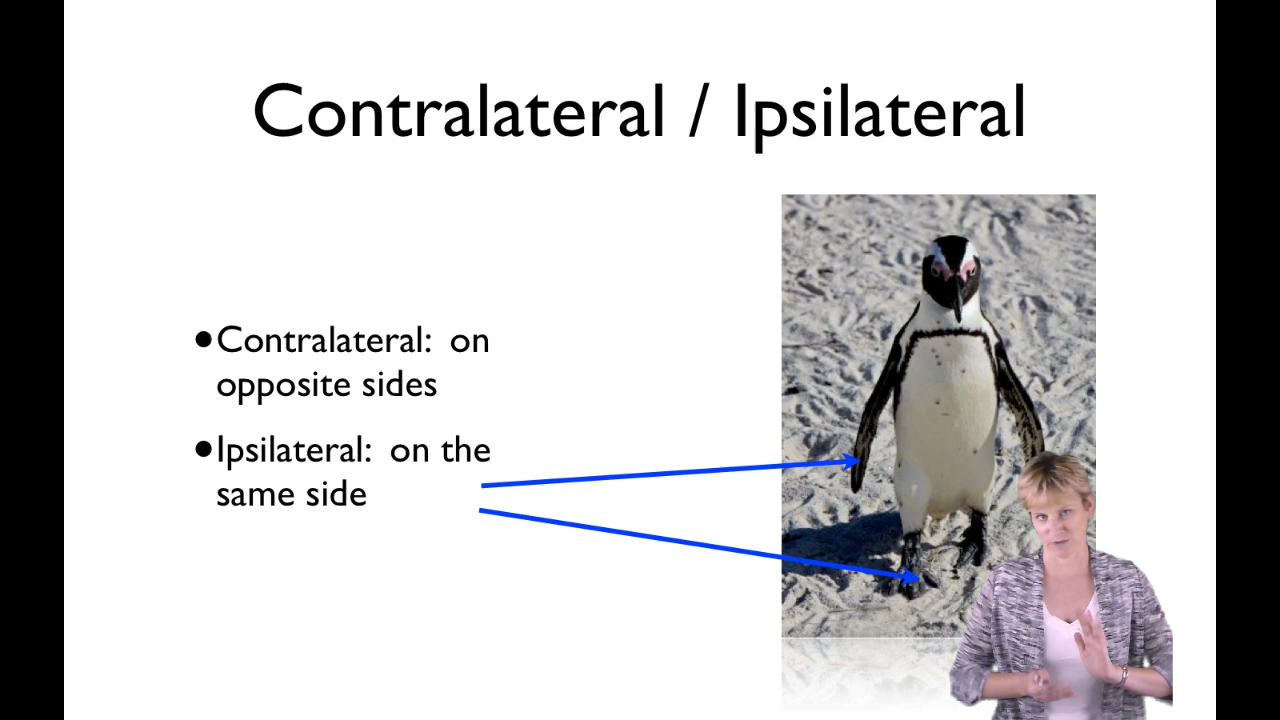 Contralateral / Ipsilateral
•Contralateral: on
opposite sides
•Ipsilateral: on the
same side